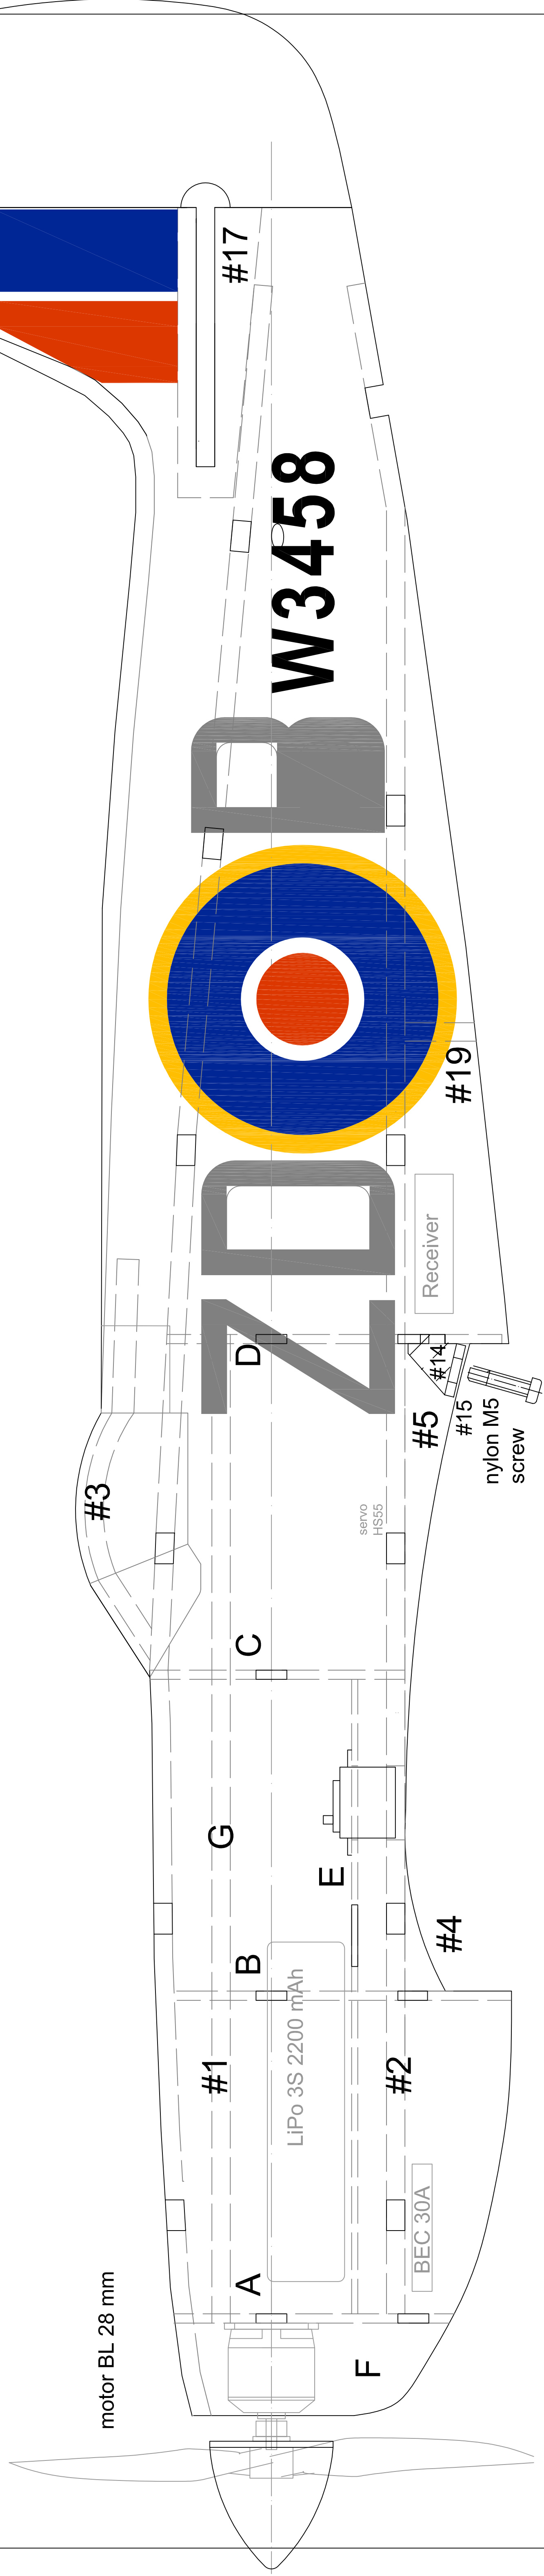 #17
W3458
B
#19
Receiver
D
Z
D
#14
#5
#15
nylon M5
screw
#3
servo
HS55
C
G
E
B
#4
LiPo 3S 2200 mAh
#1
#2
BEC 30A
A
motor BL 28 mm
F